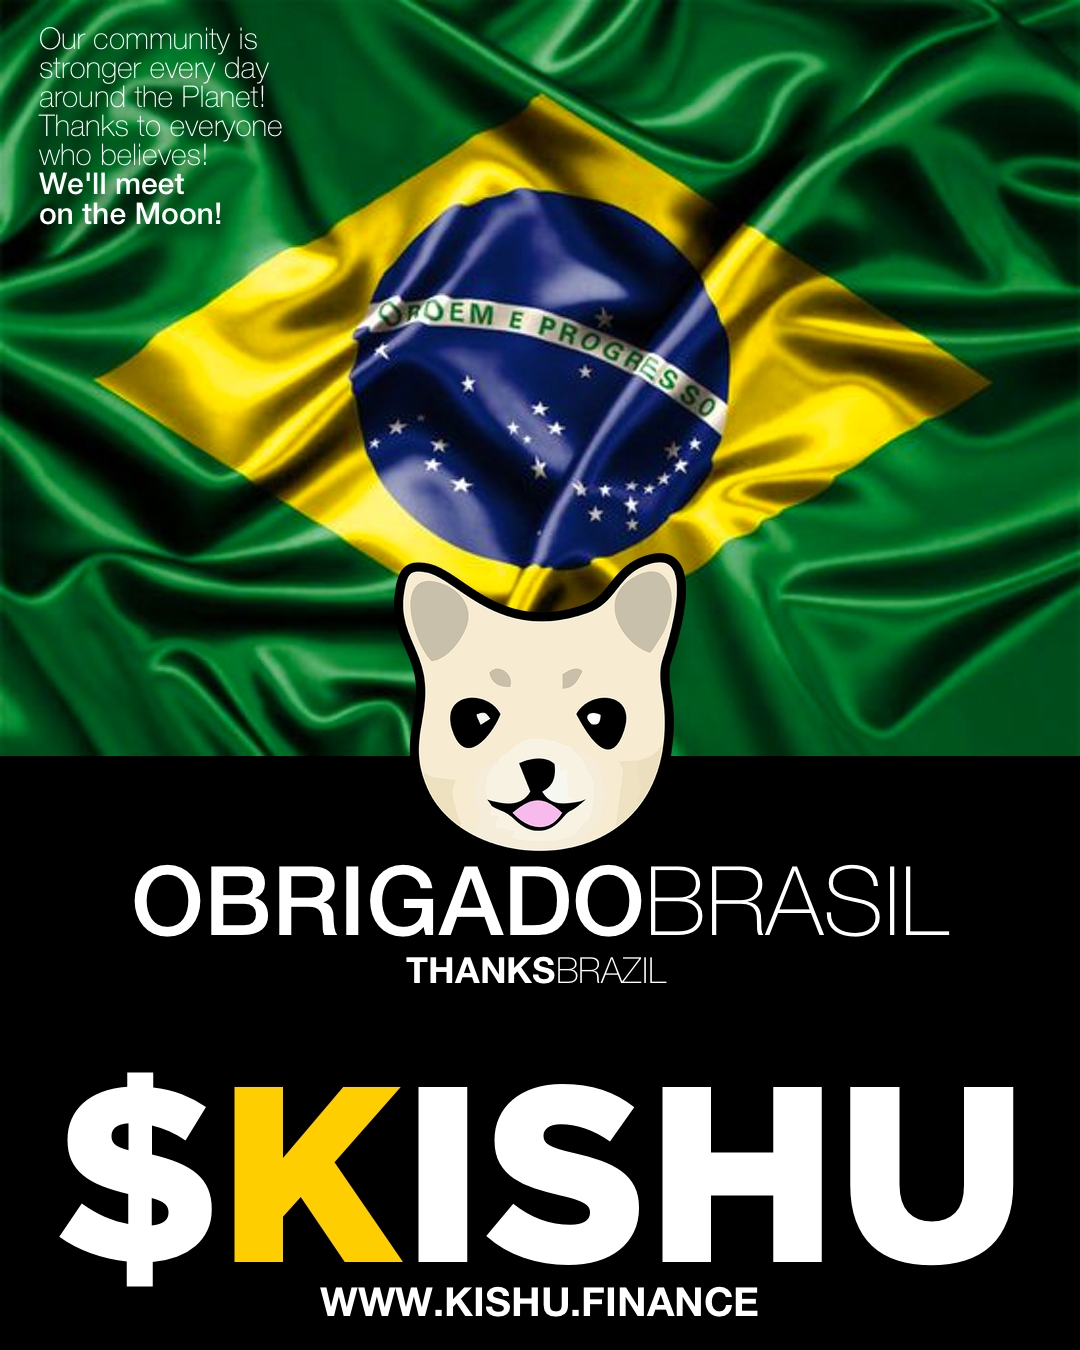 Our community is
stronger every day
around the Planet!
Thanks to everyone
who believes!
We'll meet
on the Moon!
ORDEM E PROGRESSO
OBRIGADOBRASIL
THANKSBRAZIL
$KISHU
WWW.KISHU.FINANCE